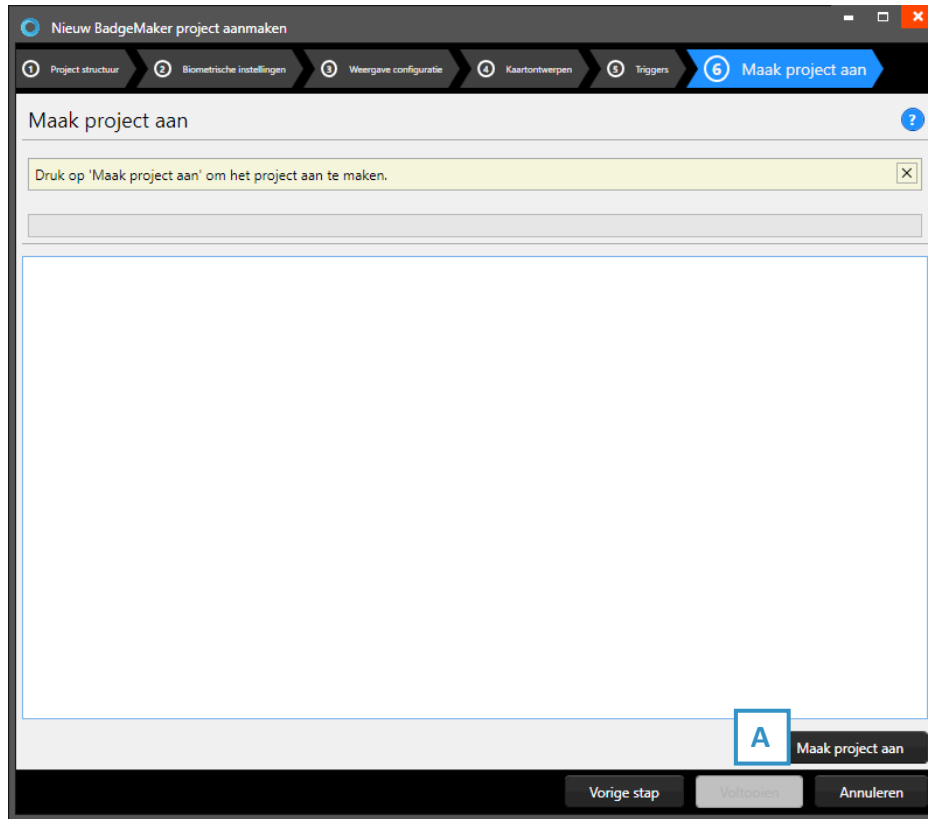 Nieuw BadgeMaker project aanmaken
1 Project structuur 2 Biometrische instellingen 3 Weergave configuratie 4 Kaartontwerpen 5 Triggers 6 Maak project aan
Maak project aan ?
Druk op 'Maak project aan' om het project aan te maken.
A Maak project aan
Vorige stap Voltooien Annuleren